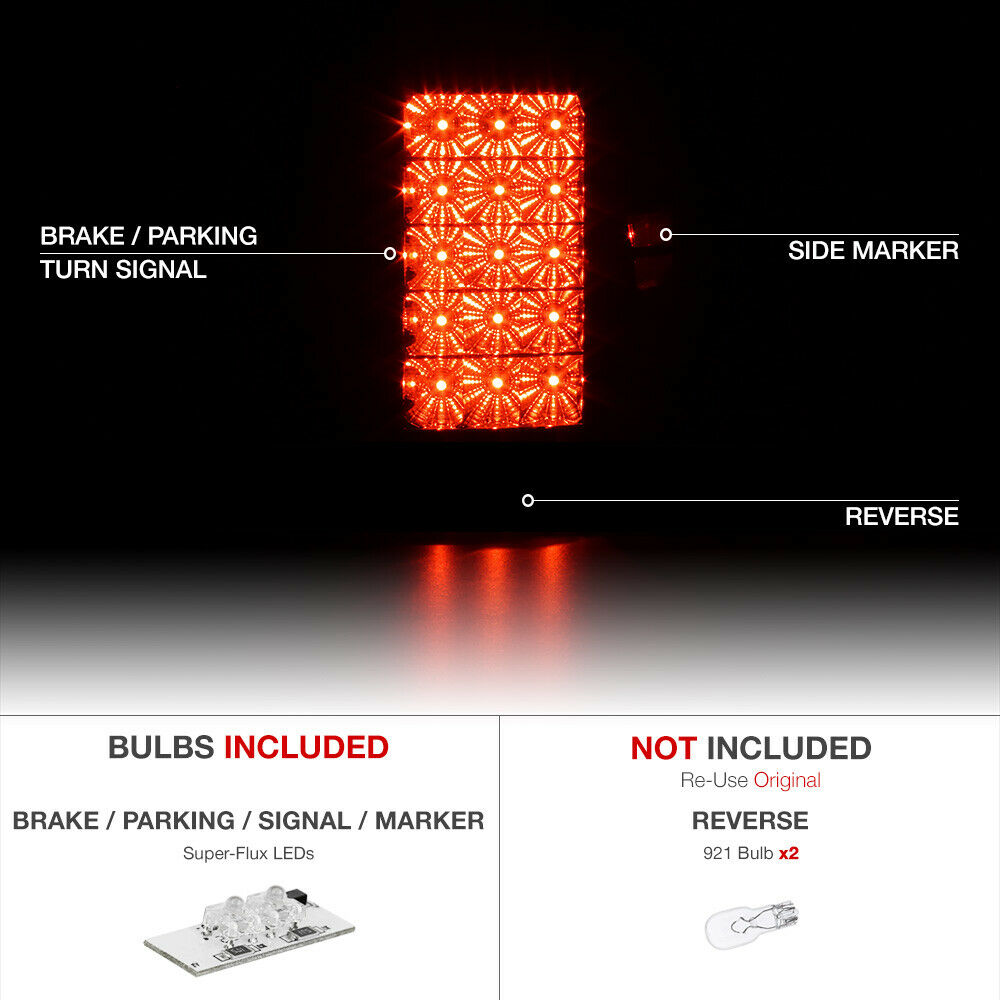 BRAKE / PARKING
TURN SIGNAL
SIDE MARKER
REVERSE
BULBS INCLUDED
BRAKE / PARKING / SIGNAL / MARKER
Super-Flux LEDs
NOT INCLUDED
Re-Use Original
REVERSE
921 Bulb x2